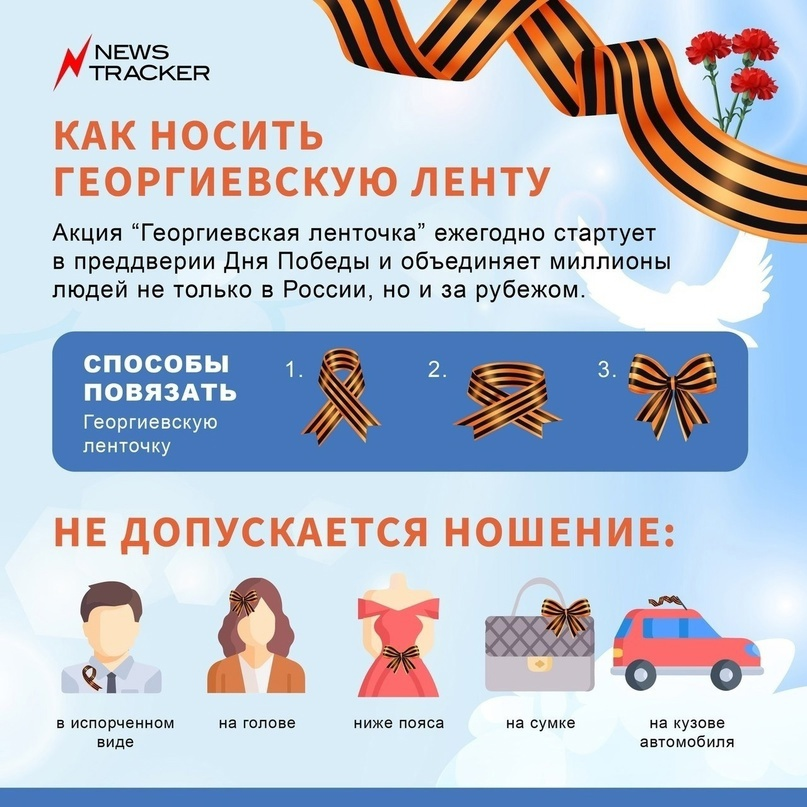 NEWS
TRACKER
КАК НОСИТЬ
ГЕОРГИЕВСКУЮ ЛЕНТУ
Акция “Георгиевская ленточка” ежегодно стартует
в преддверии Дня Победы и объединяет миллионы
людей не только в России, но и за рубежом.
СПОСОБЫ
ПОВЯЗАТЬ
Георгиевскую
ленточку
1.
2.
3.
НЕ ДОПУСКАЕТСЯ НОШЕНИЕ:
в испорченном
виде
на голове
ниже пояса
на сумке
на кузове
автомобиля